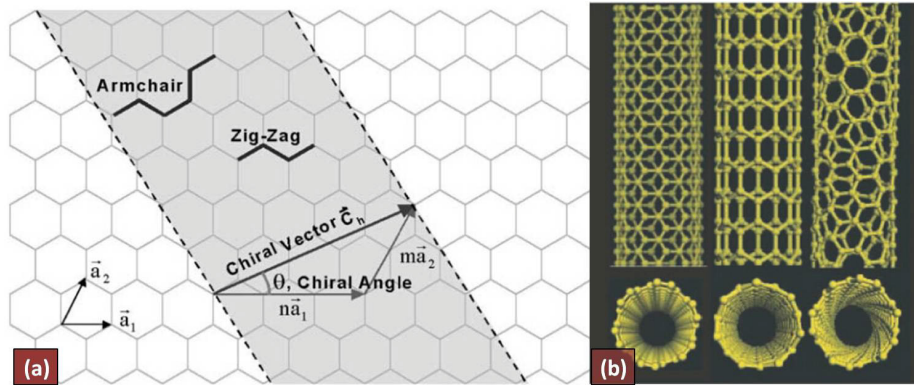 Armchair
Zig-Zag
Chiral Vector C⃗h
θ, Chiral Angle
ma⃗2
na⃗1
a⃗2
a⃗1
(a)
(b)